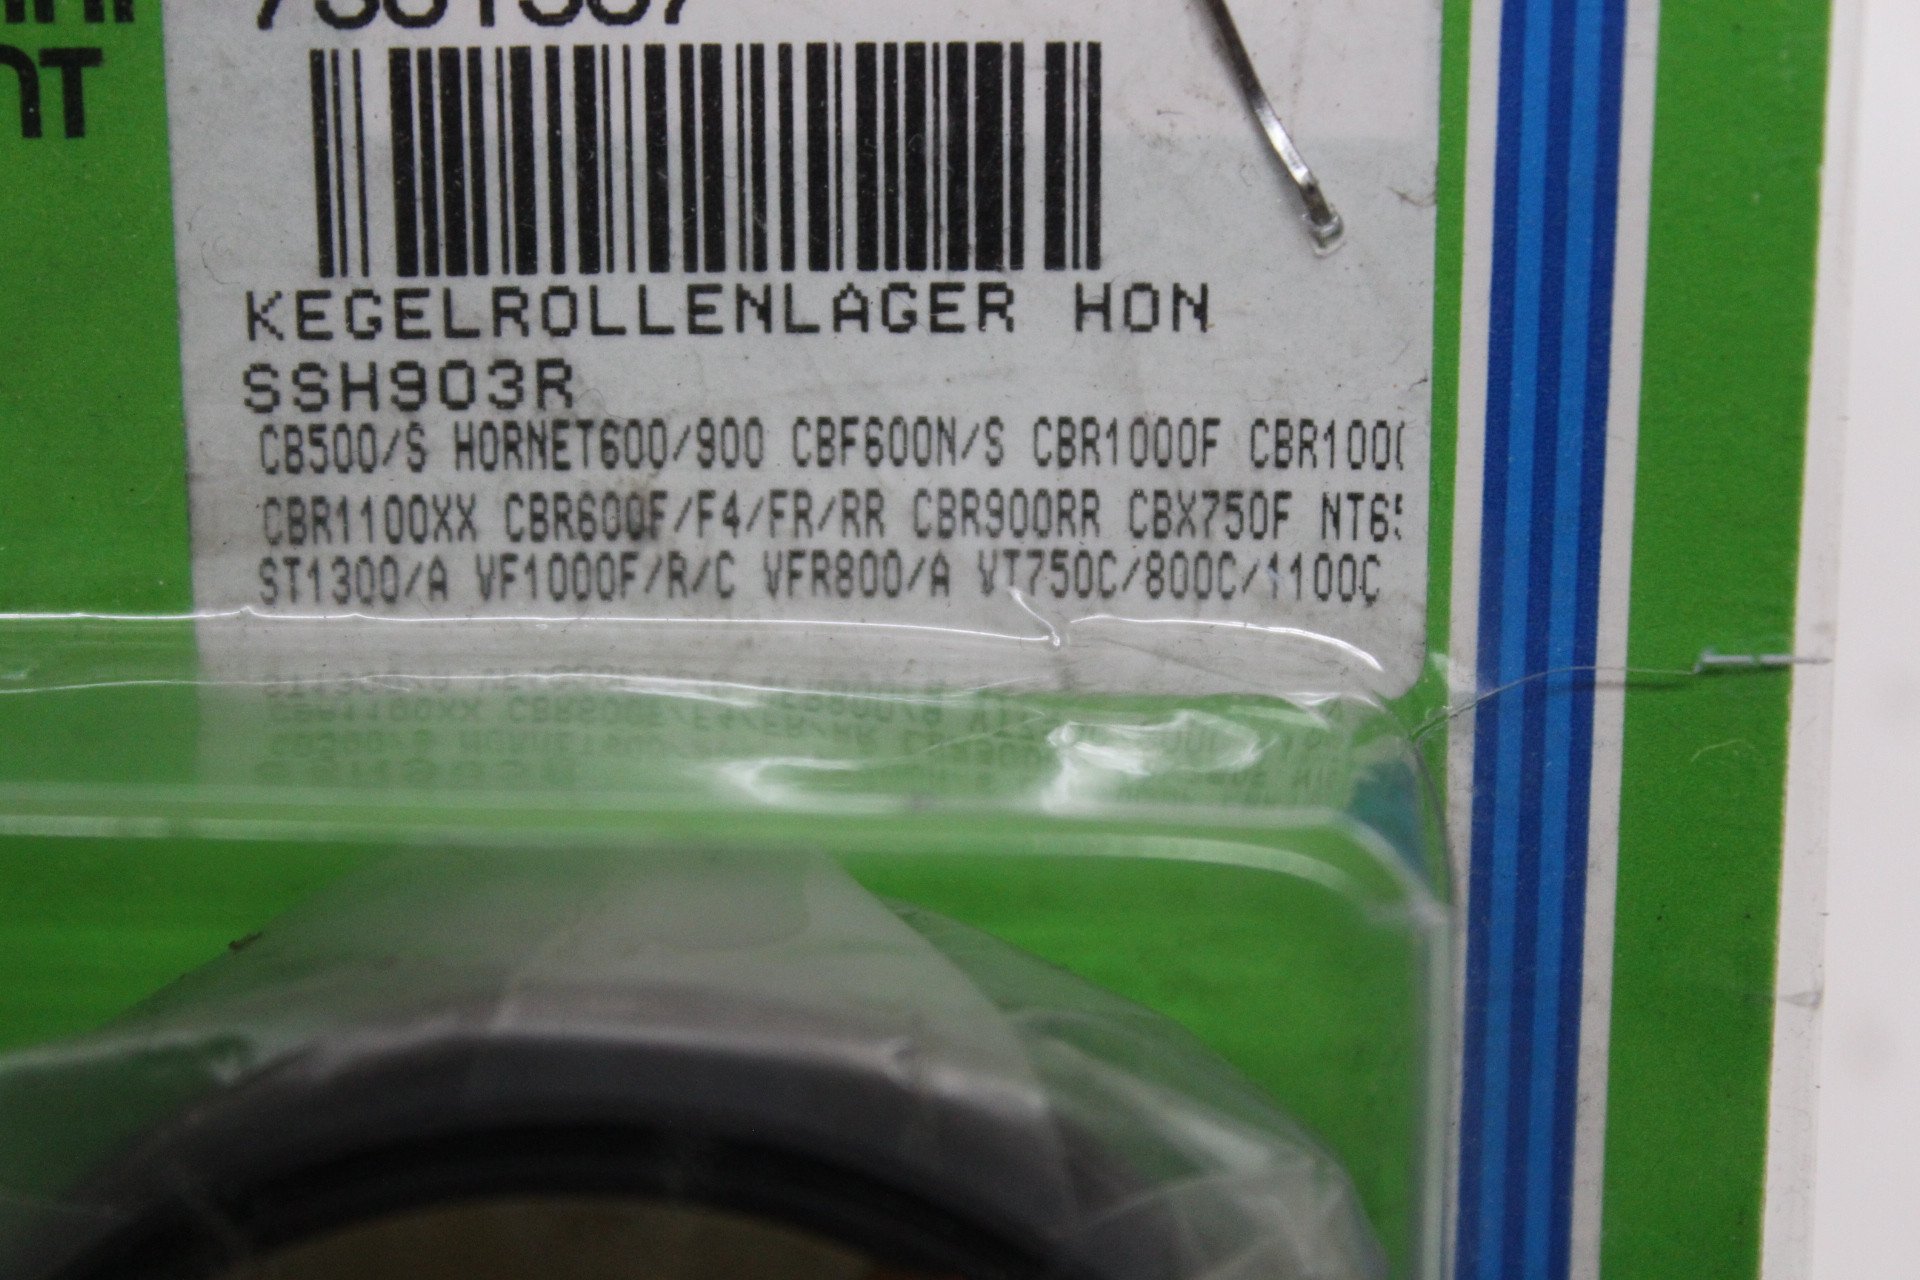 NT
KEGELROLLENLAGER HON
SSH903R
CB500/S HORNET600/900 CBF600N/S CBR1000F
CBR1100XX CBR600F/F4/FR/RR CBR900RR CBX750F
ST1300/A VF1000F/R/C VFR800/A VT750C/800C/1100C